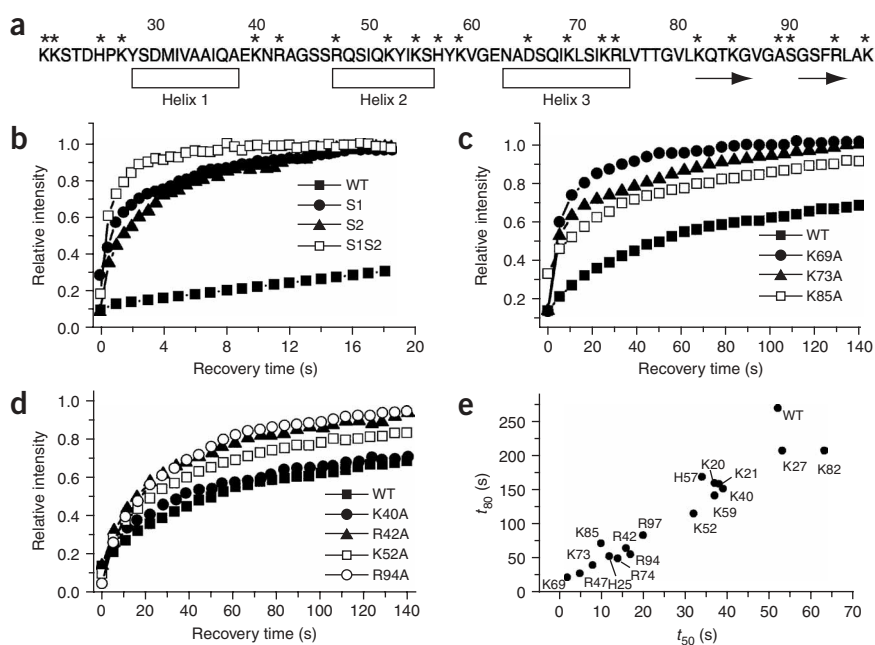 a
30 40 50 60 70 80 90
** * * * * * * * * * * * ** * * ** * *
KKSTDHPKYSDMIVAAIQAEKNRAGSSRQSIQKYIKSHYKVGENADSQIKLSIKRLVTTGVLKQTKGVGASGSFRLAK
Helix 1
Helix 2
Helix 3
b
Relative intensity
1.0
0.8
0.6
0.4
0.2
0.0
WT
S1
S2
S1S2
0 4 8 12 16 20
Recovery time (s)
c
Relative intensity
1.0
0.8
0.6
0.4
0.2
WT
K69A
K73A
K85A
0 20 40 60 80 100 120 140
Recovery time (s)
d
Relative intensity
1.0
0.8
0.6
0.4
0.2
0.0
WT
K40A
R42A
K52A
R94A
0 20 40 60 80 100 120 140
Recovery time (s)
e
t80 (s)
250
200
150
100
50
0
WT
K27
K82
K20
H57
K21
K40
K59
K52
R97
K85
R42
K73
R94
K69
R47
H25
R74
0 10 20 30 40 50 60 70
t50 (s)